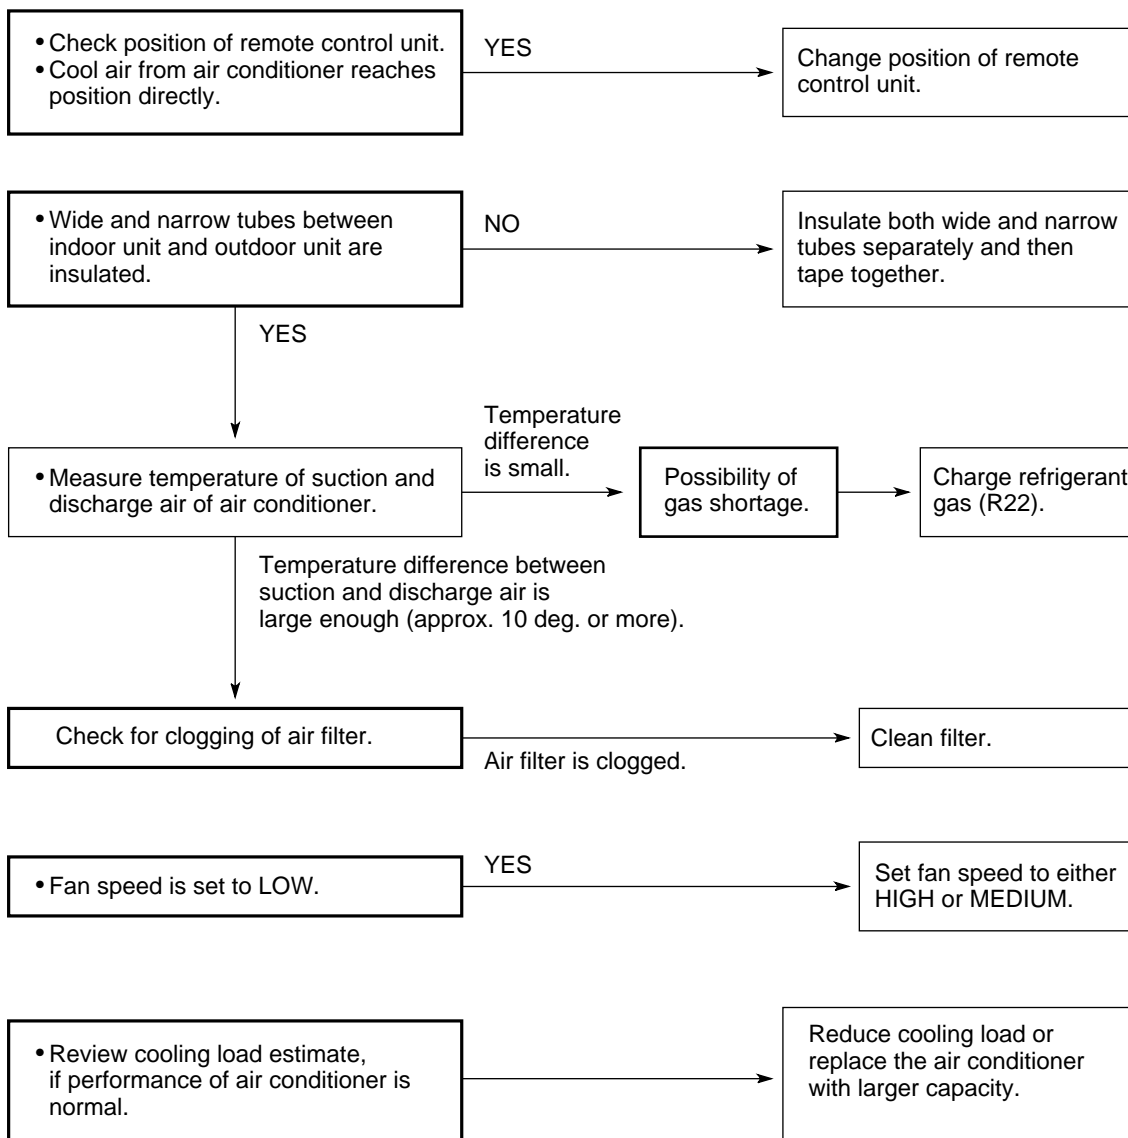 • Check position of remote control unit.
• Cool air from air conditioner reaches
position directly.
YES
Change position of remote
control unit.
• Wide and narrow tubes between
indoor unit and outdoor unit are
insulated.
NO
Insulate both wide and narrow
tubes separately and then
tape together.
YES
• Measure temperature of suction and
discharge air of air conditioner.
Temperature
difference
is small.
Possibility of
gas shortage.
Charge refrigerant
gas (R22).
Temperature difference between
suction and discharge air is
large enough (approx. 10 deg. or more).
Check for clogging of air filter.
Air filter is clogged.
Clean filter.
• Fan speed is set to LOW.
YES
Set fan speed to either
HIGH or MEDIUM.
• Review cooling load estimate,
if performance of air conditioner is
normal.
Reduce cooling load or
replace the air conditioner
with larger capacity.